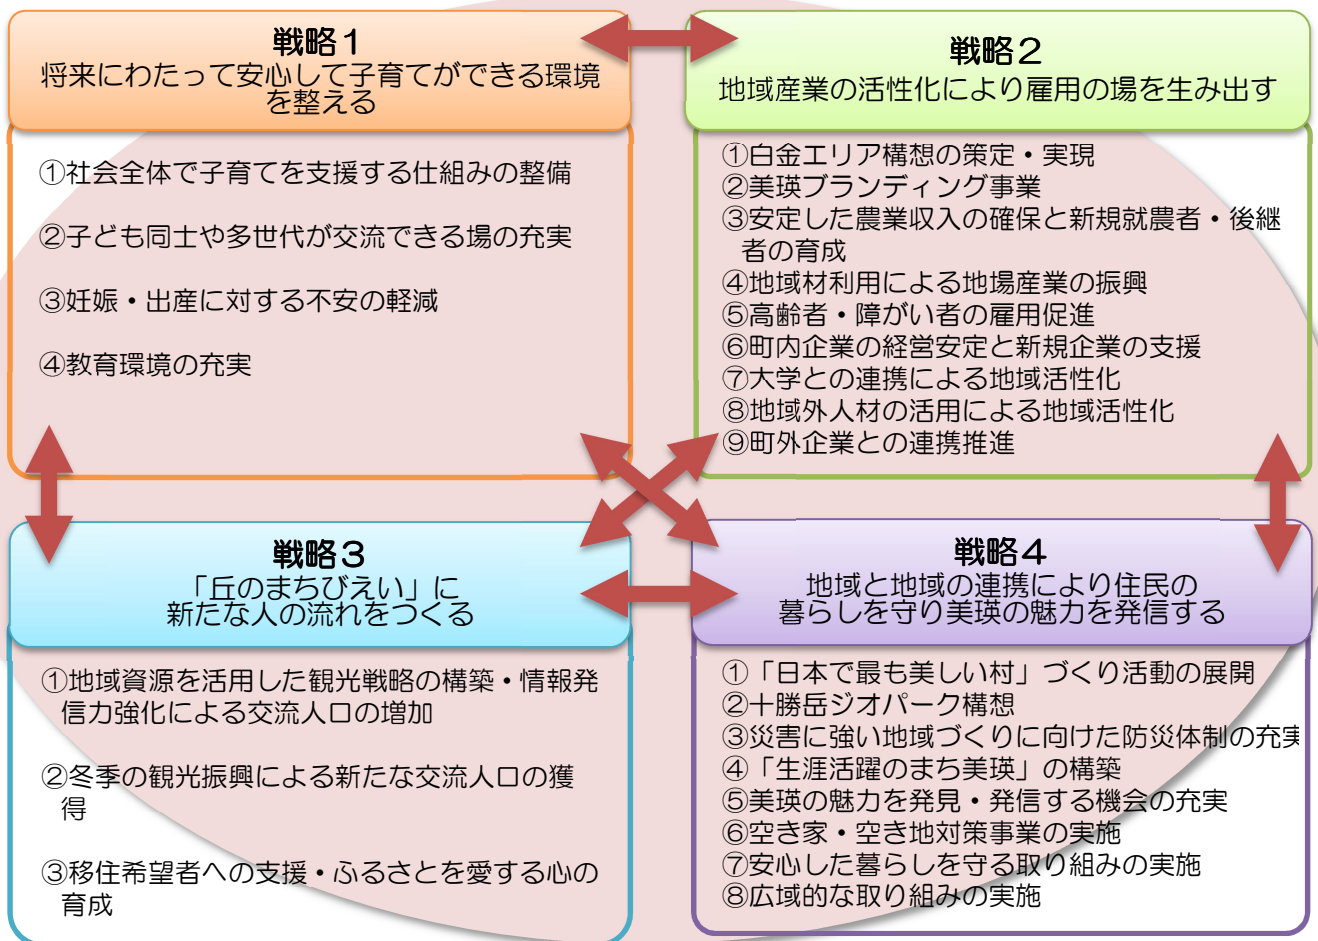 戦略1
将来にわたって安心して子育てができる環境
を整える
①社会全体で子育てを支援する仕組みの整備
②子ども同士や多世代が交流できる場の充実
③妊娠・出産に対する不安の軽減
④教育環境の充実
戦略2
地域産業の活性化により雇用の場を生み出す
①白金エリア構想の策定・実現
②美瑛ブランディング事業
③安定した農業収入の確保と新規就農者・後継
者の育成
④地域材利用による地場産業の振興
⑤高齢者・障がい者の雇用促進
⑥町内企業の経営安定と新規企業の支援
⑦大学との連携による地域活性化
⑧地域外人材の活用による地域活性化
⑨町外企業との連携推進
戦略3
「丘のまちびえい」に
新たな人の流れをつくる
①地域資源を活用した観光戦略の構築・情報発
信力強化による交流人口の増加
②冬季の観光振興による新たな交流人口の獲
得
③移住希望者への支援・ふるさとを愛する心の
育成
戦略4
地域と地域の連携により住民の
暮らしを守り美瑛の魅力を発信する
①「日本で最も美しい村」づくり活動の展開
②十勝岳ジオパーク構想
③災害に強い地域づくりに向けた防災体制の充実
④「生涯活躍のまち美瑛」の構築
⑤美瑛の魅力を発見・発信する機会の充実
⑥空き家・空き地対策事業の実施
⑦安心した暮らしを守る取り組みの実施
⑧広域的な取り組みの実施